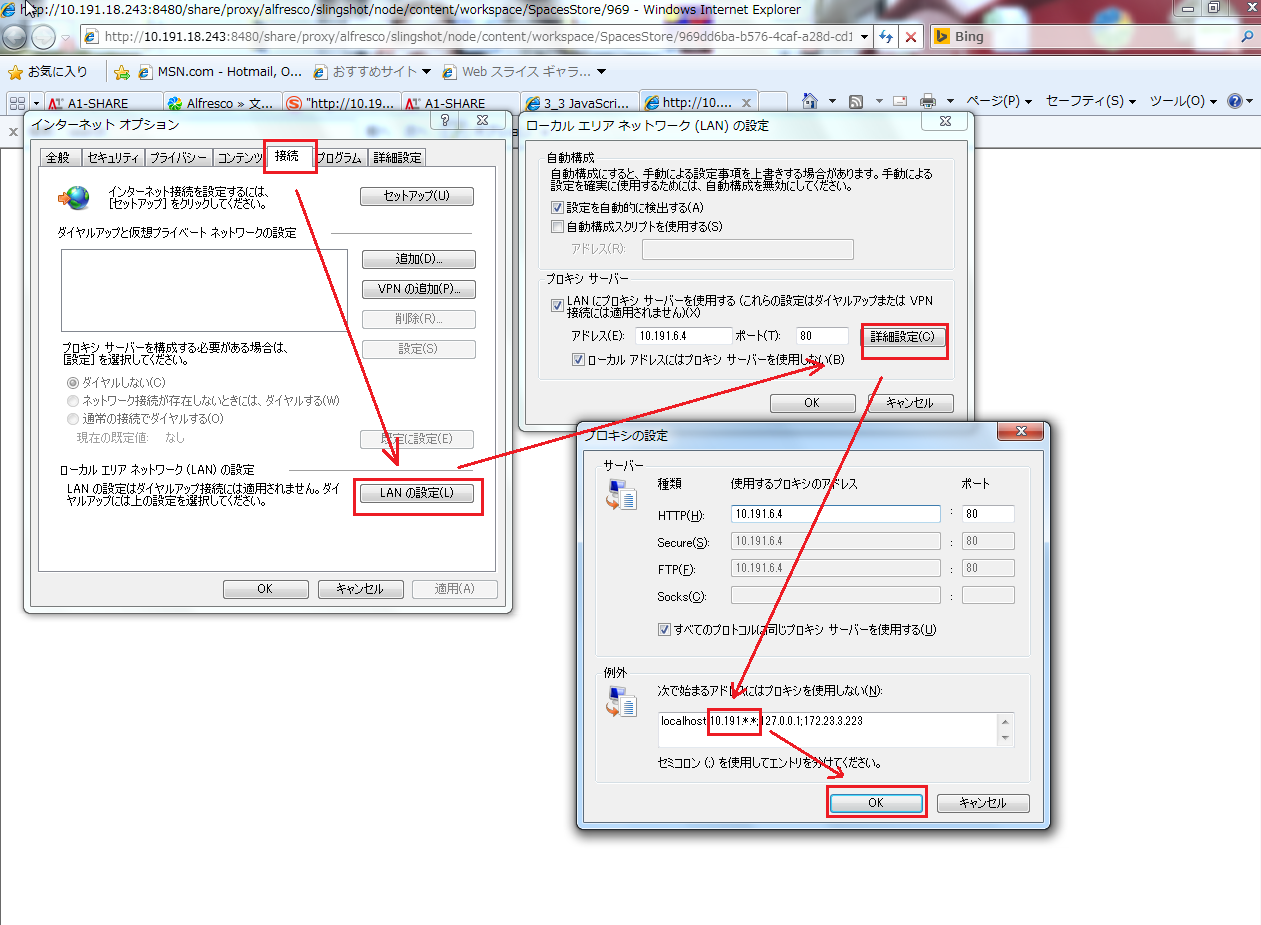 http://10.191.18.243:8480/share/proxy/alfresco/slingshot/node/content/workspace/SpacesStore/969 - Windows Internet Explorer
http://10.191.18.243:8480/share/proxy/alfresco/slingshot/node/content/workspace/SpacesStore/969dd6ba-b576-4caf-a28d-cd1
Bing
お気に入り
MSN.com - Hotmail, O...
おすすめサイト
Web スライス ギャラ...
A1-SHARE
Alfresco » 文...
"http://10.19...
A1-SHARE
3_3 JavaScri...
http://10....
ページ(P)
セーフティ(S)
ツール(O)
インターネット オプション
全般
セキュリティ
プライバシー
コンテンツ
接続
プログラム
詳細設定
インターネット接続を設定するには、
[セットアップ] をクリックしてください。
セットアップ(U)
ダイヤルアップと仮想プライベート ネットワークの設定
追加(D)...
VPN の追加(P)...
削除(R)...
設定(S)
プロキシ サーバーを構成する必要がある場合は、
[設定] を選択してください。
ダイヤルしない(C)
ネットワーク接続が存在しないときには、ダイヤルする(W)
通常の接続でダイヤルする(O)
現在の既定値: なし
既定に設定(E)
ローカル エリア ネットワーク (LAN) の設定
LAN の設定はダイヤルアップ接続には適用されません。ダイ
ヤルアップには上の設定を選択してください。
LAN の設定(L)
OK
キャンセル
適用(A)
ローカル エリア ネットワーク (LAN) の設定
自動構成
自動構成にすると、手動による設定事項を上書きする場合があります。手動による
設定を確実に使用するためには、自動構成を無効にしてください。
設定を自動的に検出する(A)
自動構成スクリプトを使用する(S)
アドレス(R):
プロキシ サーバー
LAN にプロキシ サーバーを使用する (これらの設定はダイヤルアップまたは VPN
接続には適用されません)(X)
アドレス(E): 10.191.6.4 ポート(T): 80 詳細設定(C)
ローカル アドレスにはプロキシ サーバーを使用しない(B)
OK
キャンセル
プロキシの設定
サーバー
種類 使用するプロキシのアドレス ポート
HTTP(H): 10.191.6.4 : 80
Secure(S): 10.191.6.4 : 80
FTP(F): 10.191.6.4 : 80
Socks(C): :
すべてのプロトコルに同じプロキシ サーバーを使用する(U)
例外
次で始まるアドレスにはプロキシを使用しない(N):
localhost;10.191.*.*;127.0.0.1;172.23.3.223
セミコロン (;) を使用してエントリを分けてください。
OK
キャンセル